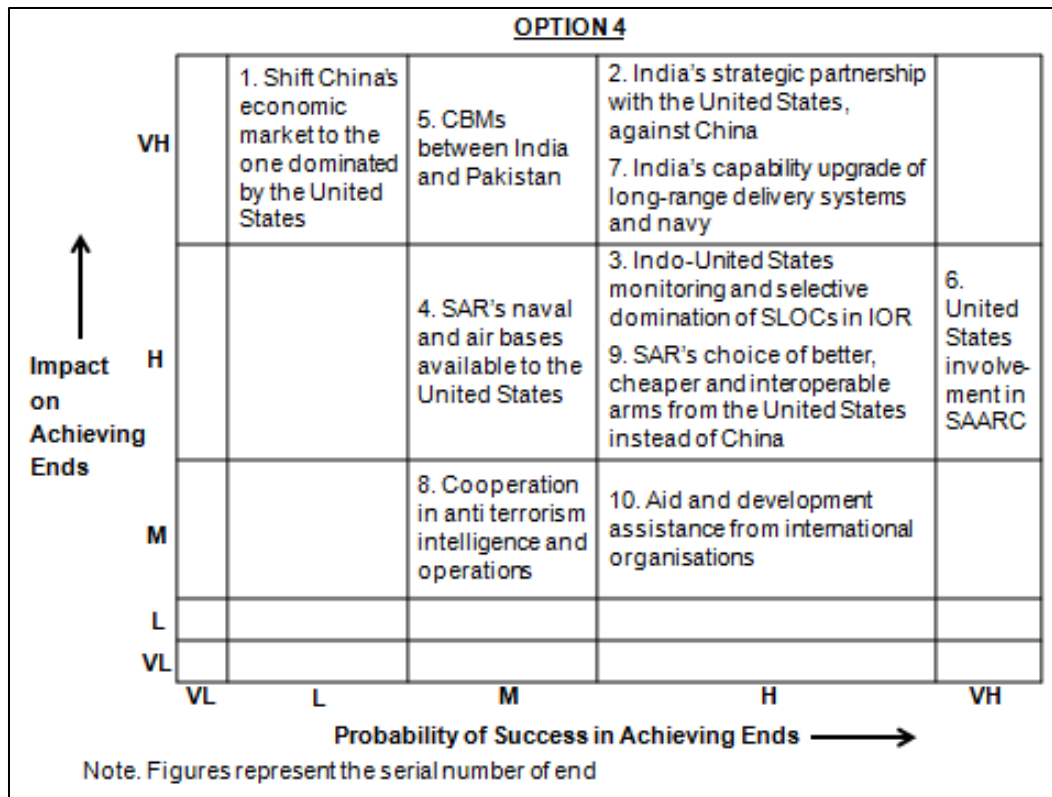 OPTION 4
VH
1. Shift China's
economic
market to the
one dominated
by the United
States
5. CBMs
between India
and Pakistan
2. India's strategic partnership
with the United States,
against China
7. India's capability upgrade of
long-range delivery systems
and navy
Impact
on
Achieving
Ends
H
4. SAR's naval
and air bases
available to the
United States
3. Indo-United States
monitoring and selective
domination of SLOCs in IOR
9. SAR's choice of better,
cheaper and interoperable
arms from the United States
instead of China
6.
United
States
involve-
ment in
SAARC
M
8. Cooperation
in anti terrorism
intelligence and
operations
10. Aid and development
assistance from international
organisations
L
VL
VL L M H VH
Probability of Success in Achieving Ends
Note. Figures represent the serial number of end